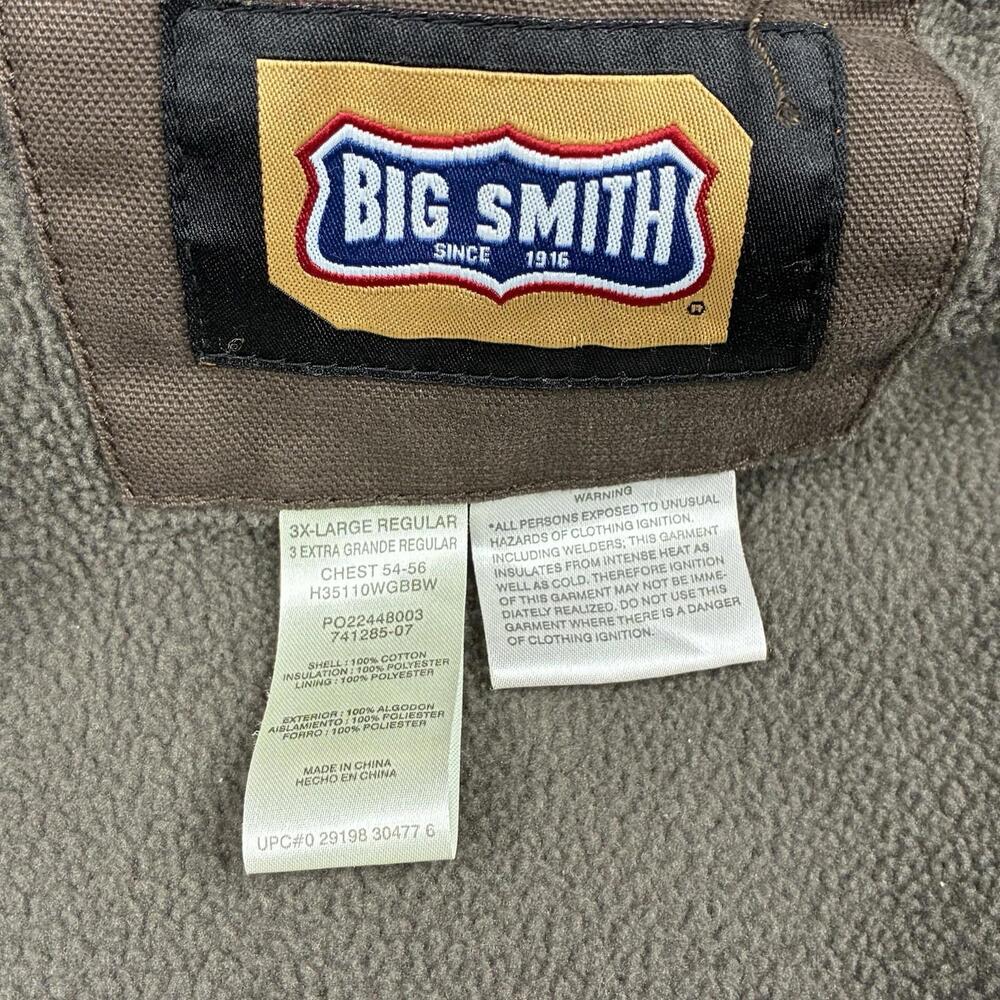 BIG SMITH
SINCE 1916
®
3X-LARGE REGULAR
3 EXTRA GRANDE REGULAR
CHEST 54-56
H35110WGBBW
PO22448003
741285-07
SHELL : 100% COTTON
INSULATION : 100% POLYESTER
LINING : 100% POLYESTER
EXTERIOR : 100% ALGODON
AISLAMIENTO : 100% POLIESTER
FORRO : 100% POLIESTER
MADE IN CHINA
HECHO EN CHINA
UPC#0 29198 30477 6
WARNING
*ALL PERSONS EXPOSED TO UNUSUAL
HAZARDS OF CLOTHING IGNITION,
INCLUDING WELDERS; THIS GARMENT
INSULATES FROM INTENSE HEAT AS
WELL AS COLD. THEREFORE IGNITION
OF THIS GARMENT MAY NOT BE IMME-
DIATELY REALIZED. DO NOT USE THIS
GARMENT WHERE THERE IS A DANGER
OF CLOTHING IGNITION.